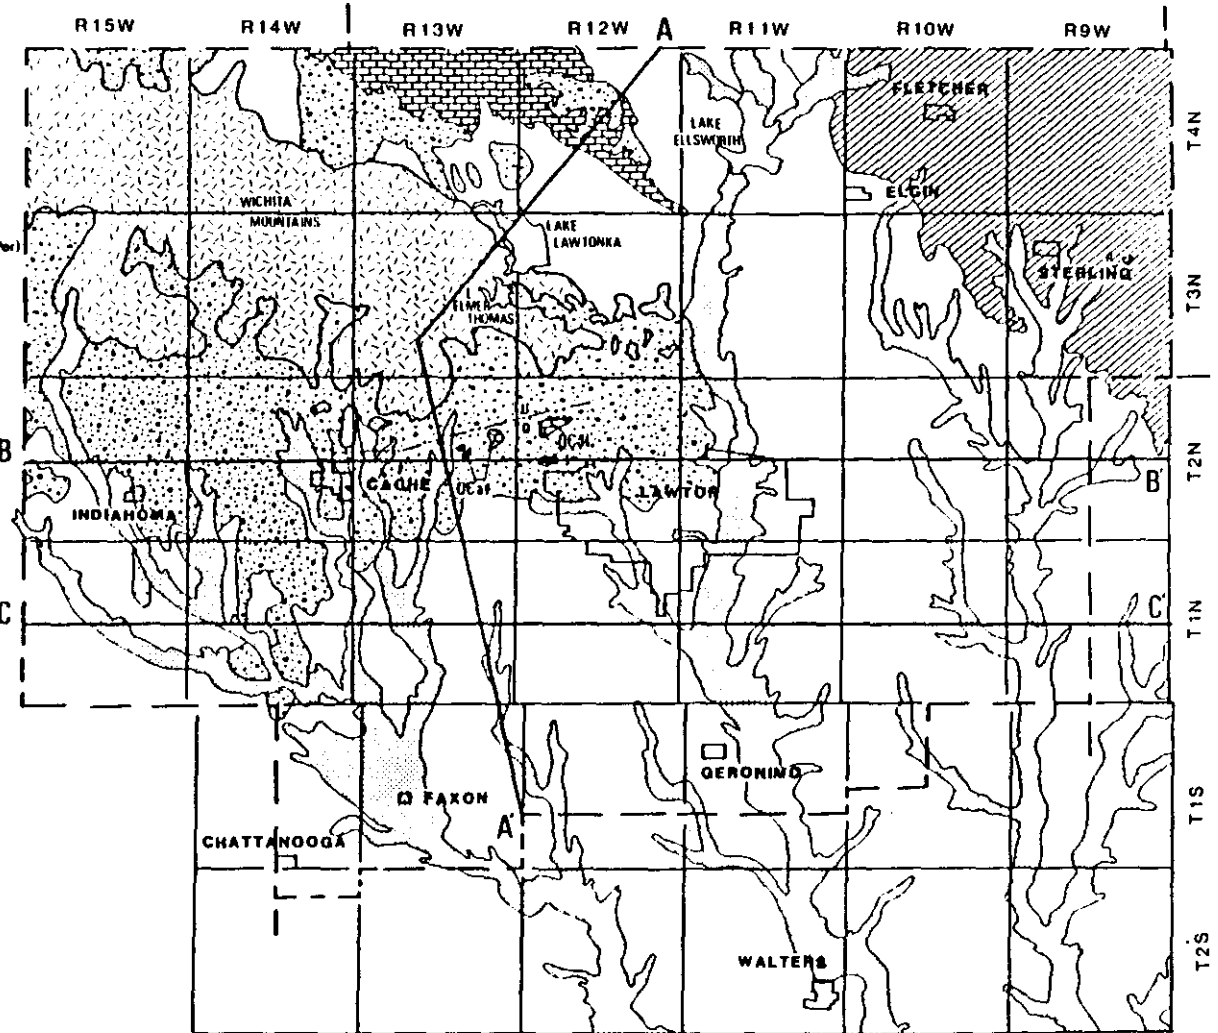 R15W R14W R13W R12W A R11W R10W R9W
FLETCHER
LAKE
ELLSWORTH
T4N
ELGIN
WICHITA
MOUNTAINS
LAKE
LAWTONKA
STERLING
ELMER
THOMAS
T3N
U
D
B
CACHE
LAWTON
B'
T2N
INDIAHOMA
C
C'
T1N
GERONIMO
FAXON
A'
T1S
CHATTANOOGA
WALTERS
T2S